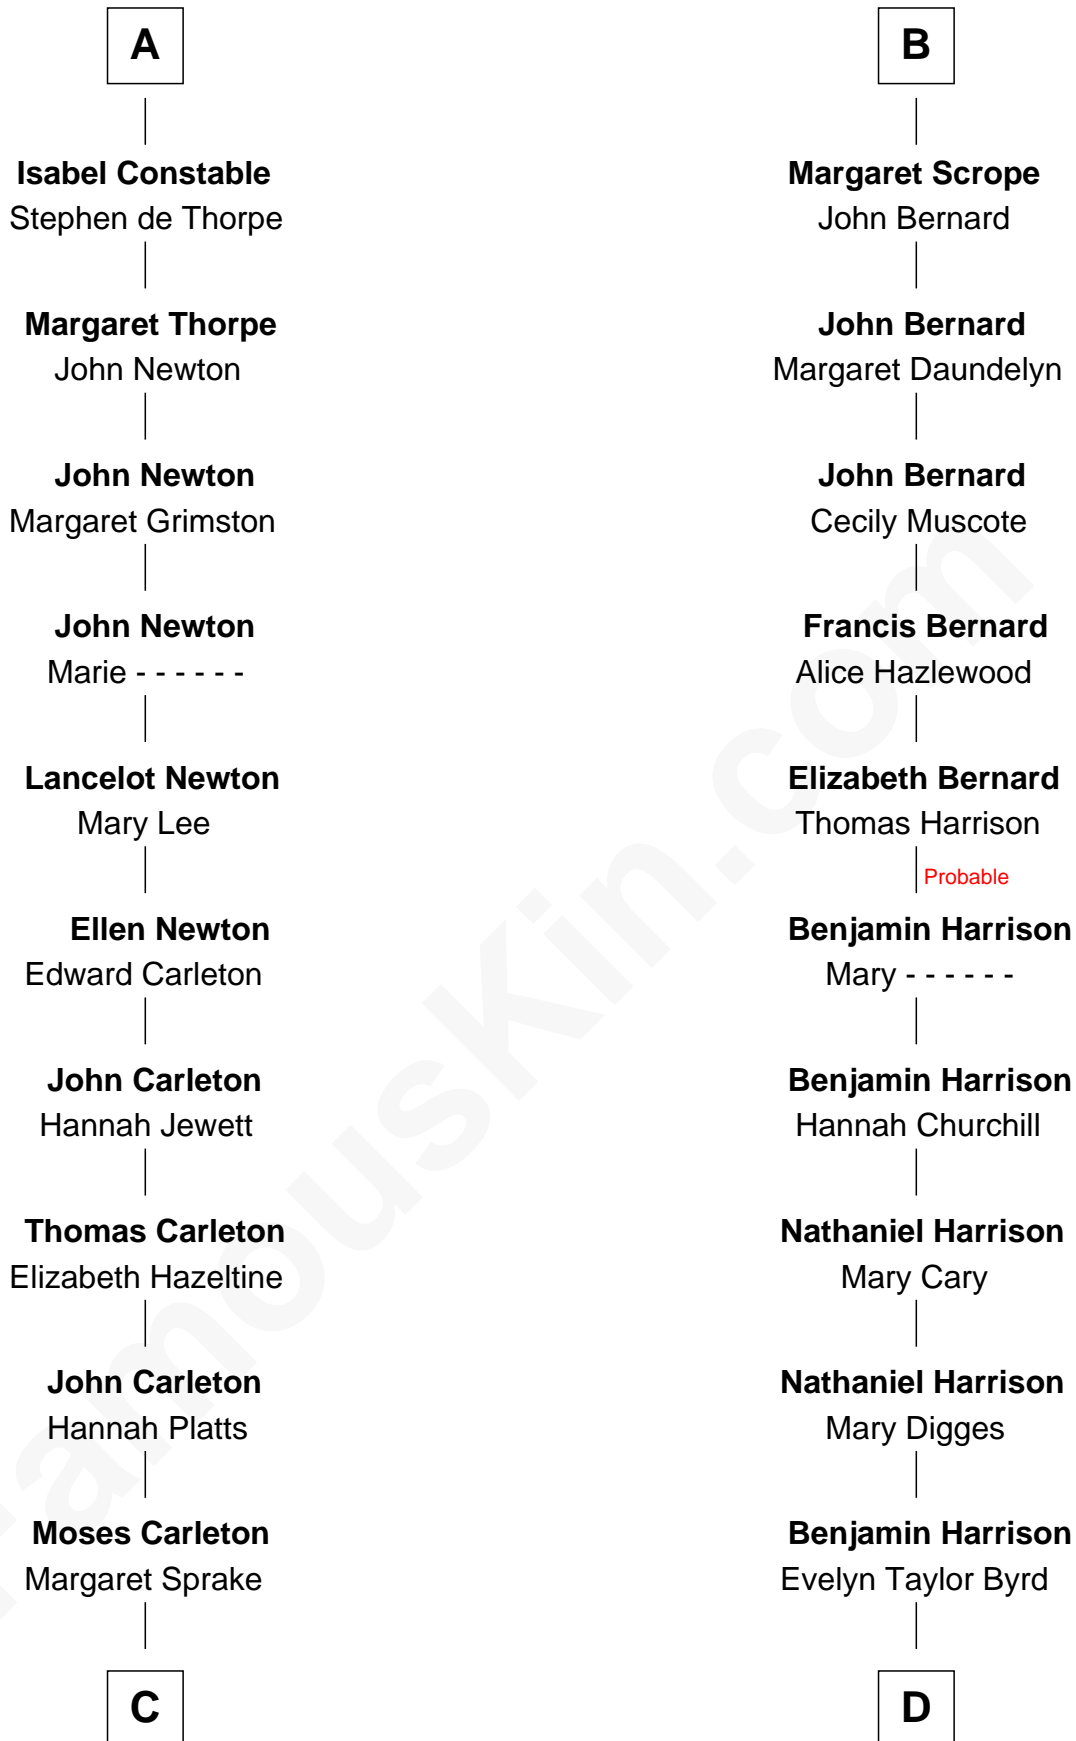 A
Isabel Constable
Stephen de Thorpe
Margaret Thorpe
John Newton
John Newton
Margaret Grimston
John Newton
Marie - - - - - -
Lancelot Newton
Mary Lee
Ellen Newton
Edward Carleton
John Carleton
Hannah Jewett
Thomas Carleton
Elizabeth Hazeltine
John Carleton
Hannah Platts
Moses Carleton
Margaret Sprake
C
B
Margaret Scrope
John Bernard
John Bernard
Margaret Daundelyn
John Bernard
Cecily Muscote
Francis Bernard
Alice Hazlewood
Elizabeth Bernard
Thomas Harrison
Probable
Benjamin Harrison
Mary - - - - - -
Benjamin Harrison
Hannah Churchill
Nathaniel Harrison
Mary Cary
Nathaniel Harrison
Mary Digges
Benjamin Harrison
Evelyn Taylor Byrd
D
FamousKin.com